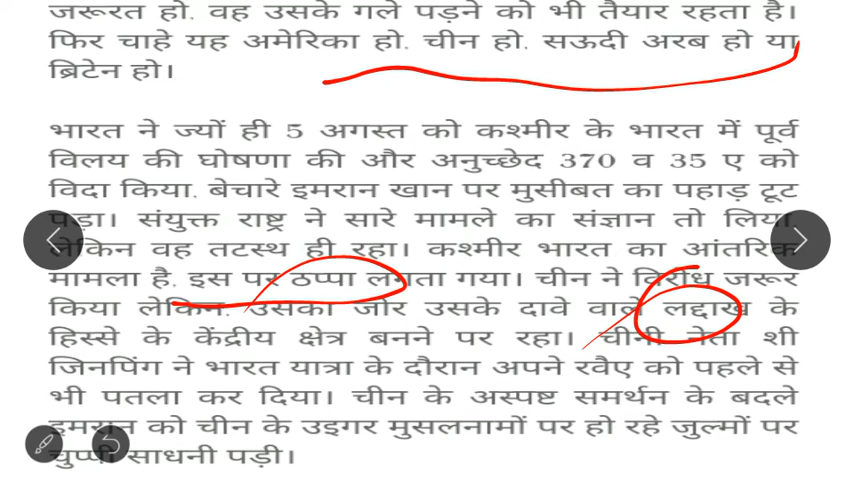 जरूरत हो. वह उसके गले पड़ने को भी तैयार रहता है।
फिर चाहे यह अमेरिका हो. चीन हो. सऊदी अरब हो या
ब्रिटेन हो।
भारत ने ज्यों ही 5 अगस्त को कश्मीर के भारत में पूर्व
विलय की घोषणा की और अनुच्छेद 370 व 35 ए को
विदा किया. बेचारे इमरान खान पर मुसीबत का पहाड़ टूट
पड़ा। संयुक्त राष्ट्र ने सारे मामले का संज्ञान तो लिया
लेकिन वह तटस्थ ही रहा। कश्मीर भारत का आंतरिक
मामला है. इस पर ठप्पा लगता गया। चीन ने विरोध जरूर
किया लेकिन. उसका जोर उसके दावे वाले लद्दाख के
हिस्से के केंद्रीय क्षेत्र बनने पर रहा। चीनी नेता शी
जिनपिंग ने भारत यात्रा के दौरान अपने रवैए को पहले से
भी पतला कर दिया। चीन के अस्पष्ट समर्थन के बदले
इमरान को चीन के उइगर मुसलनामों पर हो रहे जुल्मों पर
चुप्पी साधनी पड़ी।